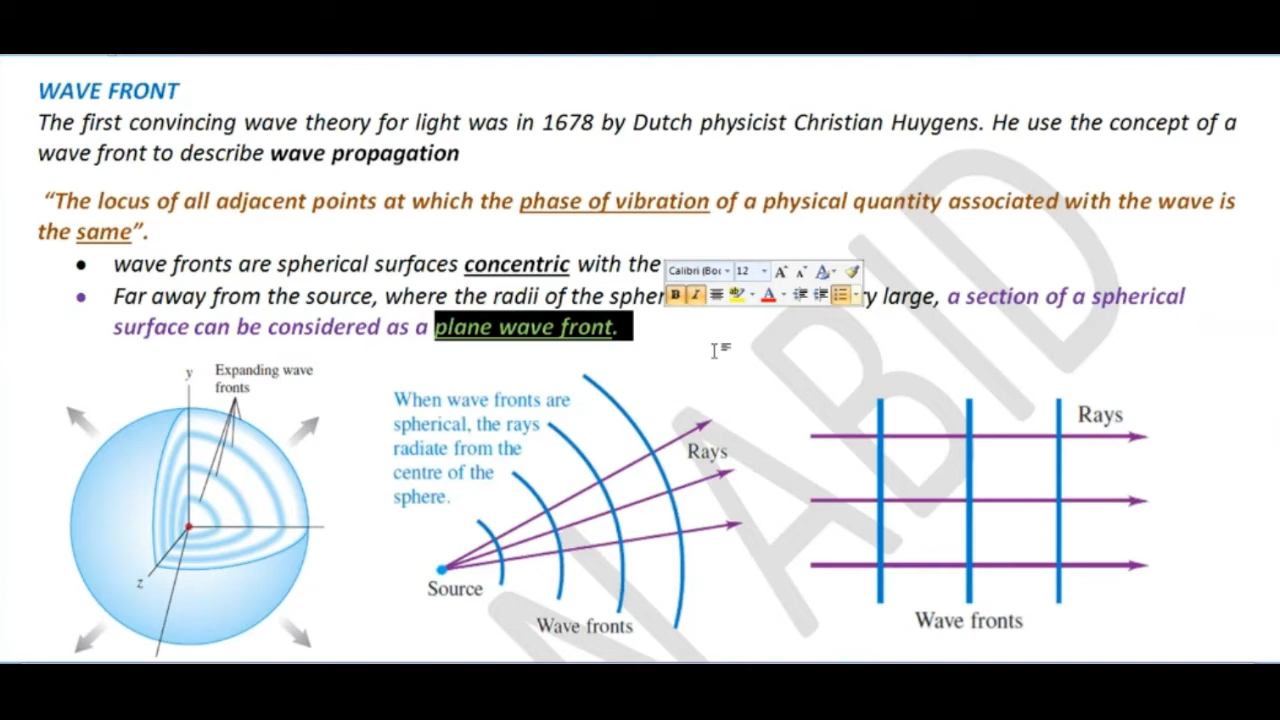 WAVE FRONT
The first convincing wave theory for light was in 1678 by Dutch physicist Christian Huygens. He use the concept of a
wave front to describe wave propagation
“The locus of all adjacent points at which the phase of vibration of a physical quantity associated with the wave is
the same”.
• wave fronts are spherical surfaces concentric with the
Calibri (Boc 12
• Far away from the source, where the radii of the large, a section of a spherical
B I A
surface can be considered as a plane wave front.
y
Expanding wave
fronts
z
When wave fronts are
spherical, the rays
radiate from the
centre of the
sphere.
Rays
Source
Wave fronts
Rays
Wave fronts
ABID